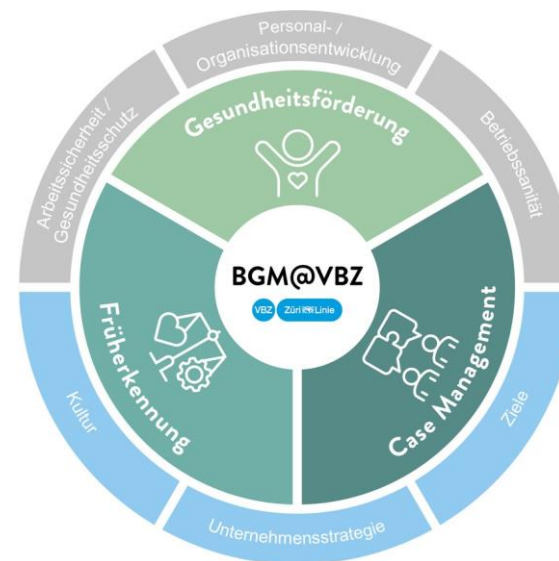 Personal- /
Organisationsentwicklung
Arbeitssicherheit /
Gesundheitsschutz
Betriebssanität
Gesundheitsförderung
BGM@VBZ
VBZ
Züri Linie
Früherkennung
Case Management
Kultur
Ziele
Unternehmensstrategie